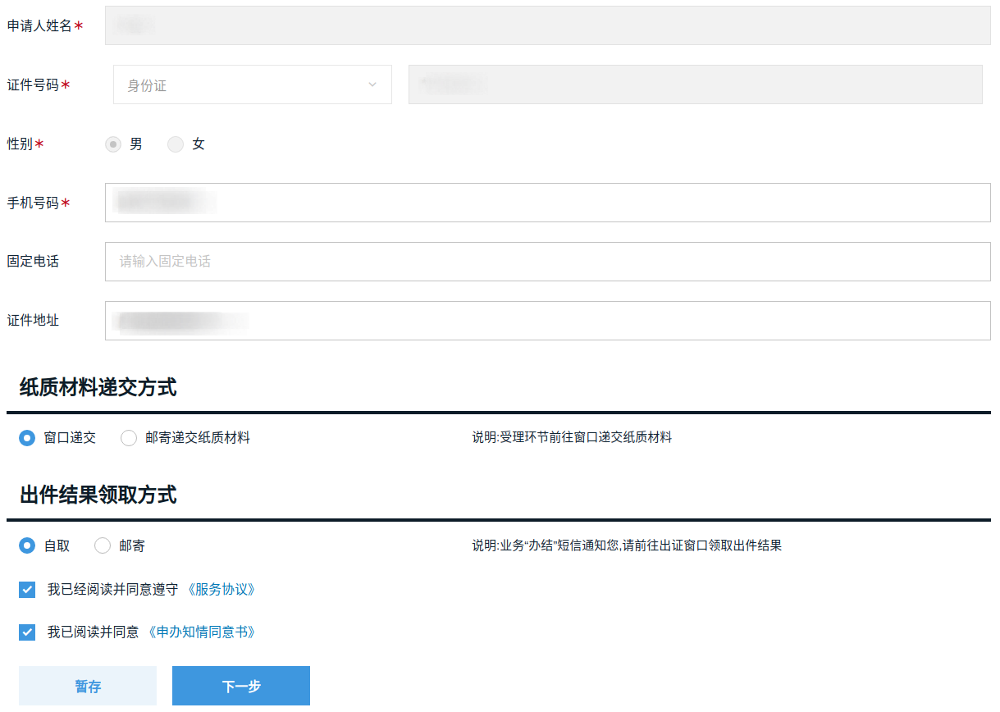 申请人姓名*
证件号码* 身份证
性别* 男 女
手机号码*
固定电话 请输入固定电话
证件地址
纸质材料递交方式
窗口递交 邮寄递交纸质材料 说明:受理环节前往窗口递交纸质材料
出件结果领取方式
自取 邮寄 说明:业务“办结”短信通知您,请前往出证窗口领取出件结果
我已经阅读并同意遵守 《服务协议》
我已阅读并同意 《申办知情同意书》
暂存 下一步